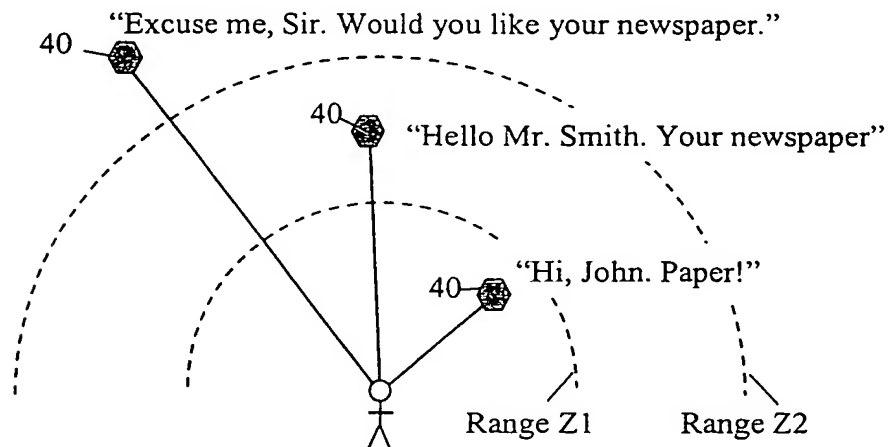 “Excuse me, Sir. Would you like your newspaper.”
40
40
“Hello Mr. Smith. Your newspaper”
“Hi, John. Paper!”
40
Range Z1
Range Z2